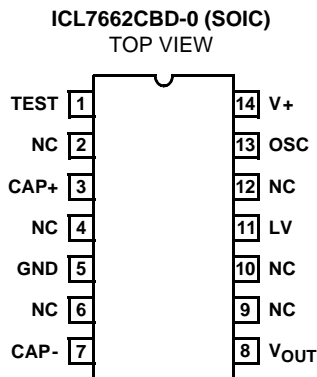 ICL7662CBD-0 (SOIC)
TOP VIEW
TEST 1 14 V+
NC 2 13 OSC
CAP+ 3 12 NC
NC 4 11 LV
GND 5 10 NC
NC 6 9 NC
CAP- 7 8 VOUT